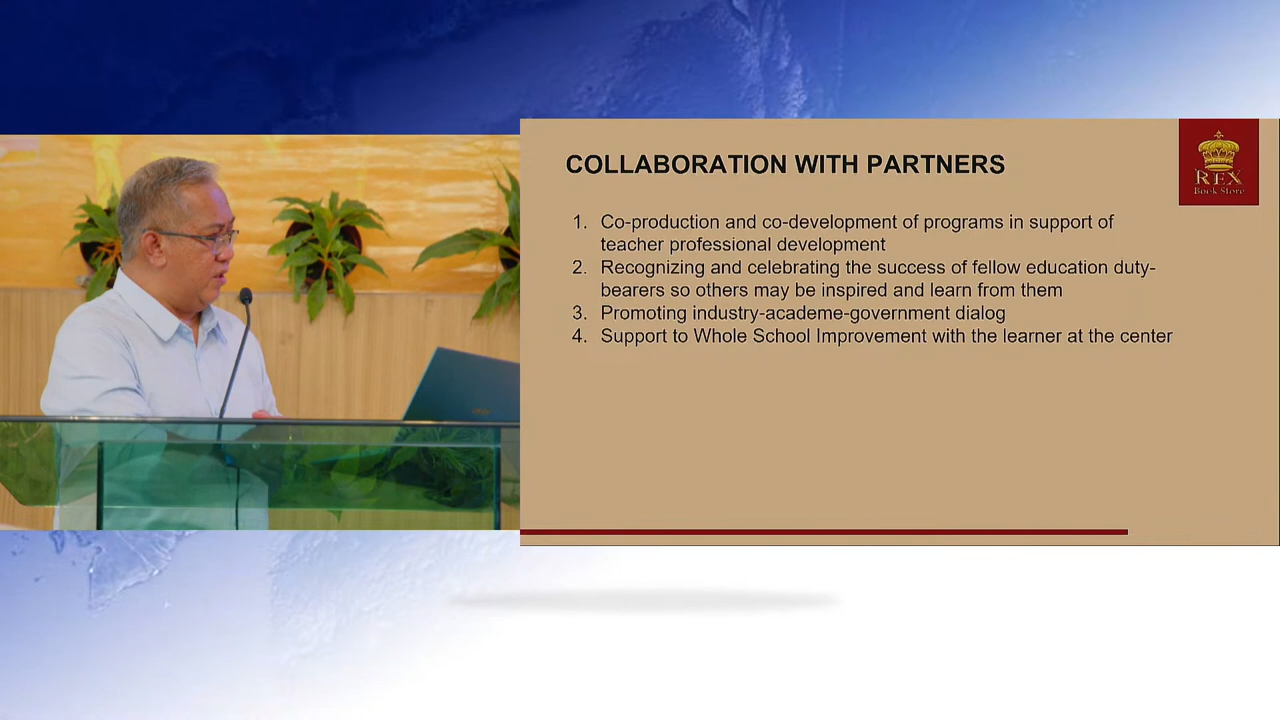 COLLABORATION WITH PARTNERS
REX
Book Store
1. Co-production and co-development of programs in support of
teacher professional development
2. Recognizing and celebrating the success of fellow education duty-
bearers so others may be inspired and learn from them
3. Promoting industry-academe-government dialog
4. Support to Whole School Improvement with the learner at the center